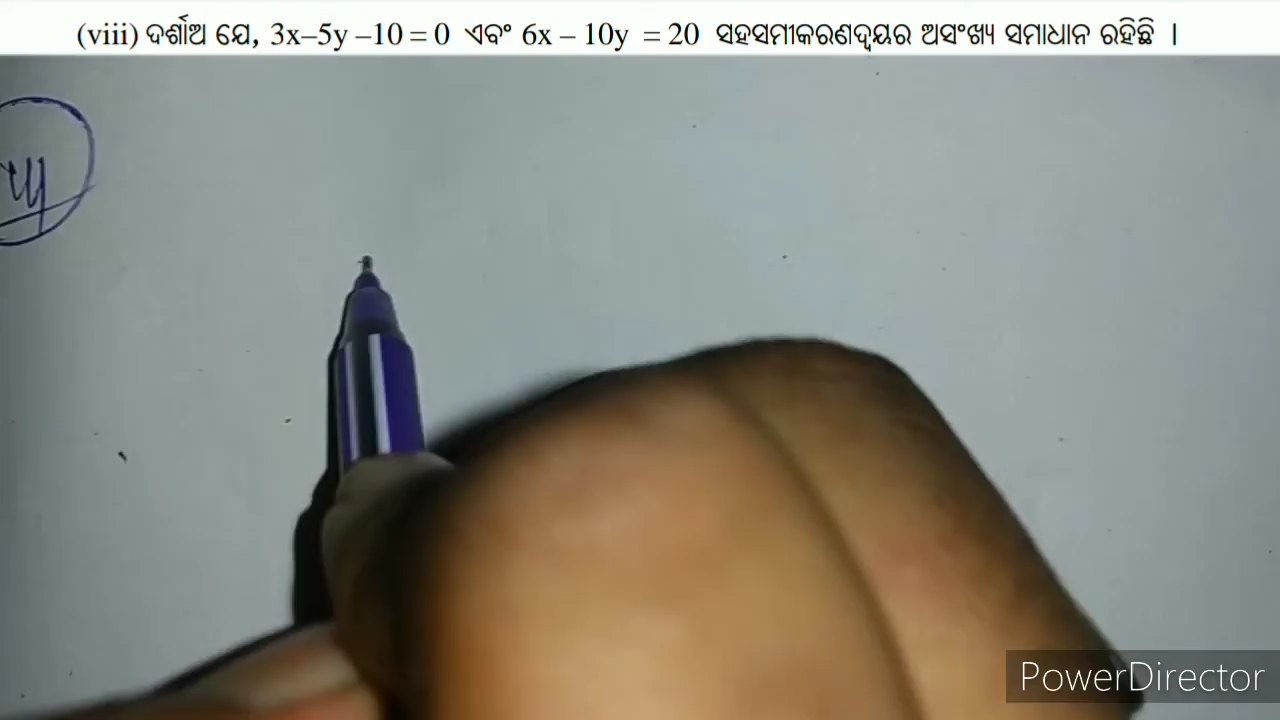 (viii) ଦର୍ଶାଅ ଯେ, 3x–5y –10 = 0 ଏବଂ 6x – 10y = 20 ସହସମୀକରଣଦ୍ୱୟର ଅସଂଖ୍ୟ ସମାଧାନ ରହିଛି ।
PowerDirector